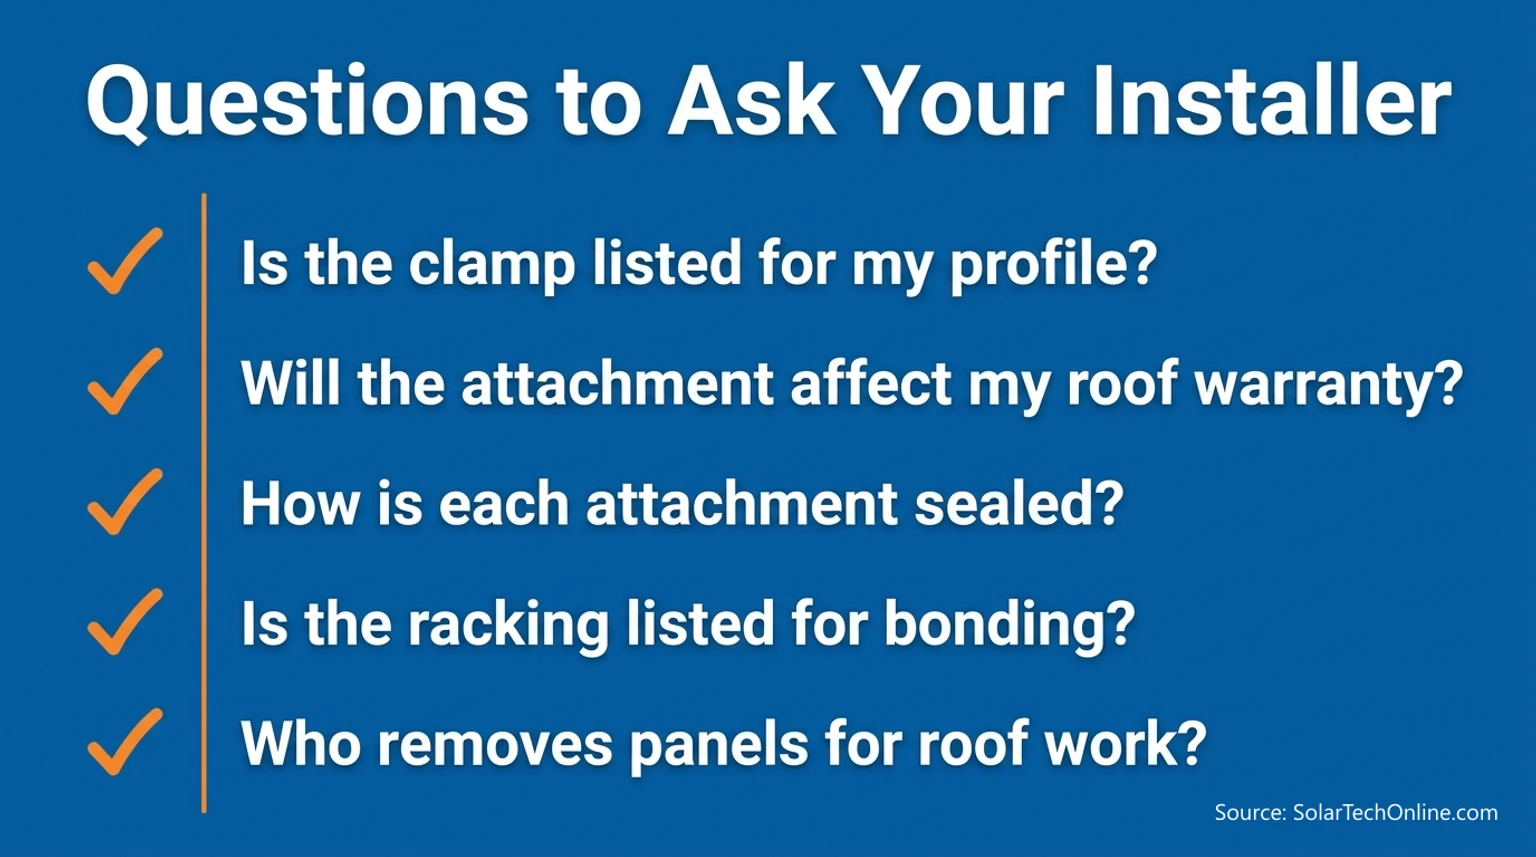 Questions to Ask Your Installer
Is the clamp listed for my profile?
Will the attachment affect my roof warranty?
How is each attachment sealed?
Is the racking listed for bonding?
Who removes panels for roof work?
Source: SolarTechOnline.com